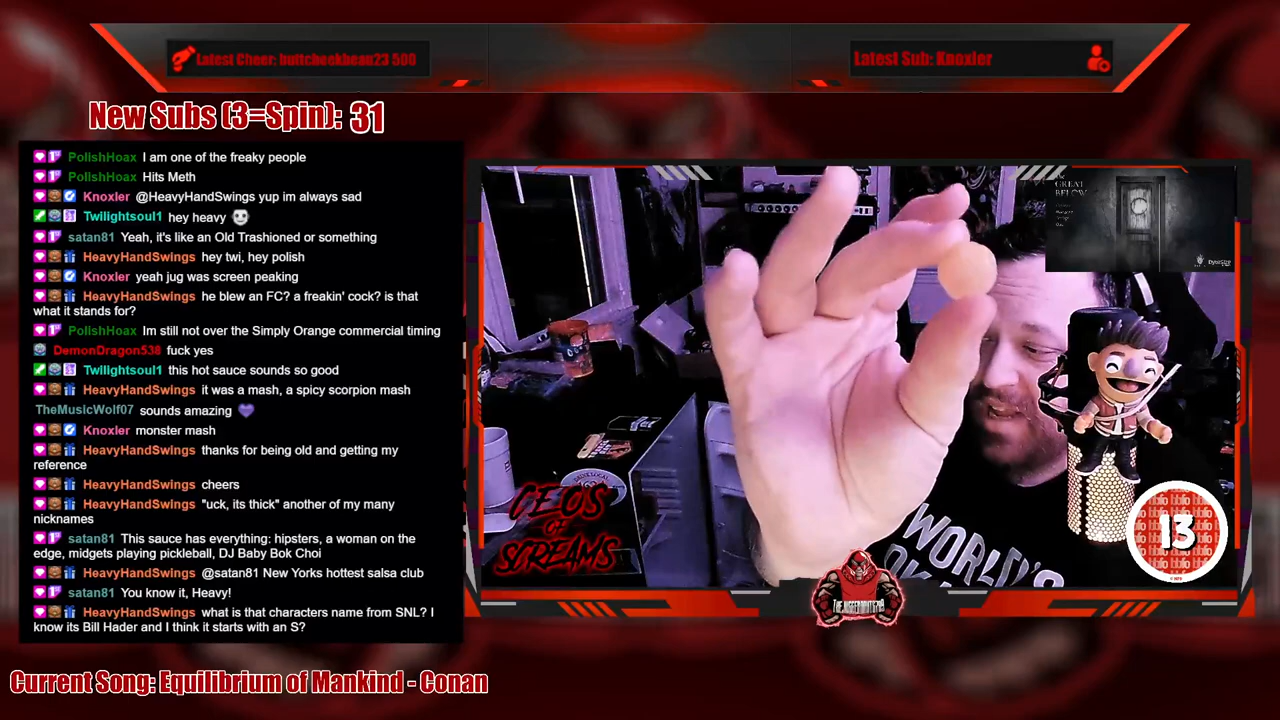 Latest Cheer: buttcheekbean23 500
Latest Sub: Knoxler
New Subs (3=Spin): 31
PolishHoax I am one of the freaky people
PolishHoax Hits Meth
Knoxler @HeavyHandSwings yup im always sad
Twilightsoul1 hey heavy
satan81 Yeah, it's like an Old Trashioned or something
HeavyHandSwings hey twi, hey polish
Knoxler yeah jug was screen peaking
HeavyHandSwings he blew an FC? a freakin' cock? is that
what it stands for?
PolishHoax Im still not over the Simply Orange commercial timing
DemonDragon538 fuck yes
Twilightsoul1 this hot sauce sounds so good
HeavyHandSwings it was a mash, a spicy scorpion mash
TheMusicWolf07 sounds amazing
Knoxler monster mash
HeavyHandSwings thanks for being old and getting my
reference
HeavyHandSwings cheers
HeavyHandSwings "uck, its thick" another of my many
nicknames
satan81 This sauce has everything: hipsters, a woman on the
edge, midgets playing pickleball, DJ Baby Bok Choi
HeavyHandSwings @satan81 New Yorks hottest salsa club
satan81 You know it, Heavy!
HeavyHandSwings what is that characters name from SNL? I
know its Bill Hader and I think it starts with an S?
GREAT
BELOW
CEOS
OF
SCREAMS
WORLD'S
13
THEJUGGERNAUTS789
Current Song: Equilibrium of Mankind - Conan